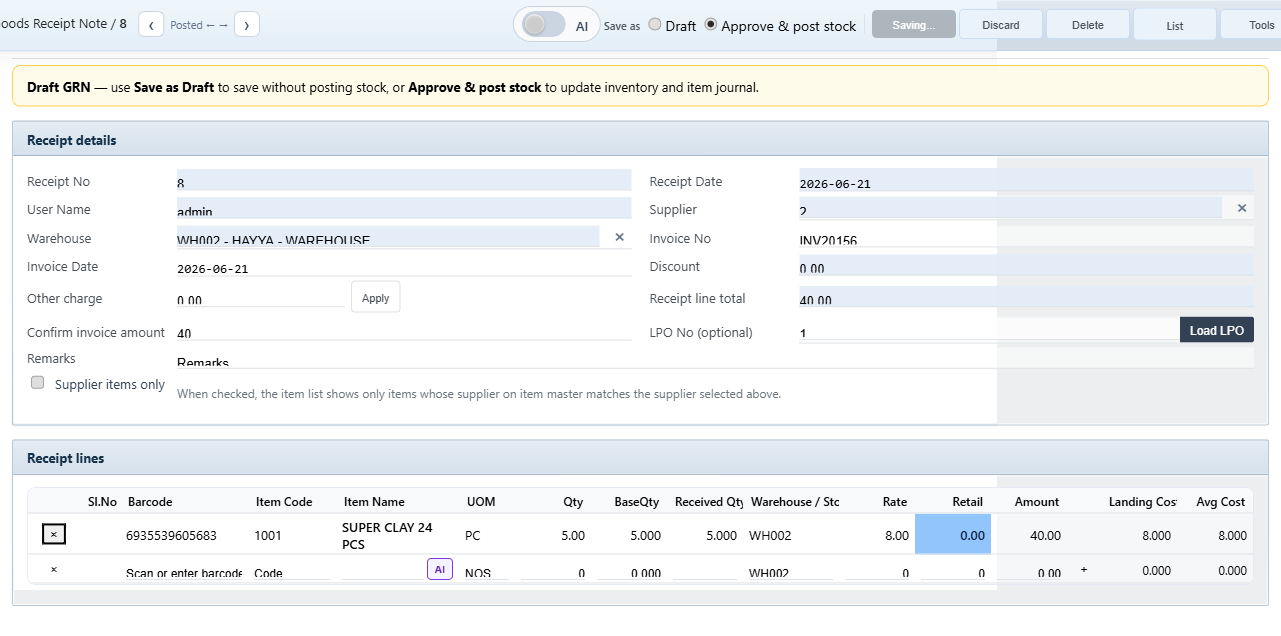 oods Receipt Note / 8 ‹ Posted ←→ › AI Save as Draft Approve & post stock Saving... Discard Delete List Tools
Draft GRN — use Save as Draft to save without posting stock, or Approve & post stock to update inventory and item journal.
Receipt details
Receipt No 8 Receipt Date 2026-06-21
User Name admin Supplier 2 ×
Warehouse WH002 - HAYYA - WAREHOUSE × Invoice No INV20156
Invoice Date 2026-06-21 Discount 0.00
Other charge 0.00 Apply Receipt line total 40.00
Confirm invoice amount 40 LPO No (optional) 1 Load LPO
Remarks Remarks
Supplier items only When checked, the item list shows only items whose supplier on item master matches the supplier selected above.
Receipt lines
Sl.No Barcode Item Code Item Name UOM Qty BaseQty Received Qty Warehouse / Stc Rate Retail Amount Landing Cos Avg Cost
× 6935539605683 1001 SUPER CLAY 24 PCS PC 5.00 5.000 5.000 WH002 8.00 0.00 40.00 8.000 8.000
× Scan or enter barcode Code AI NOS 0 0.000 WH002 0 0 0.00 + 0.000 0.000